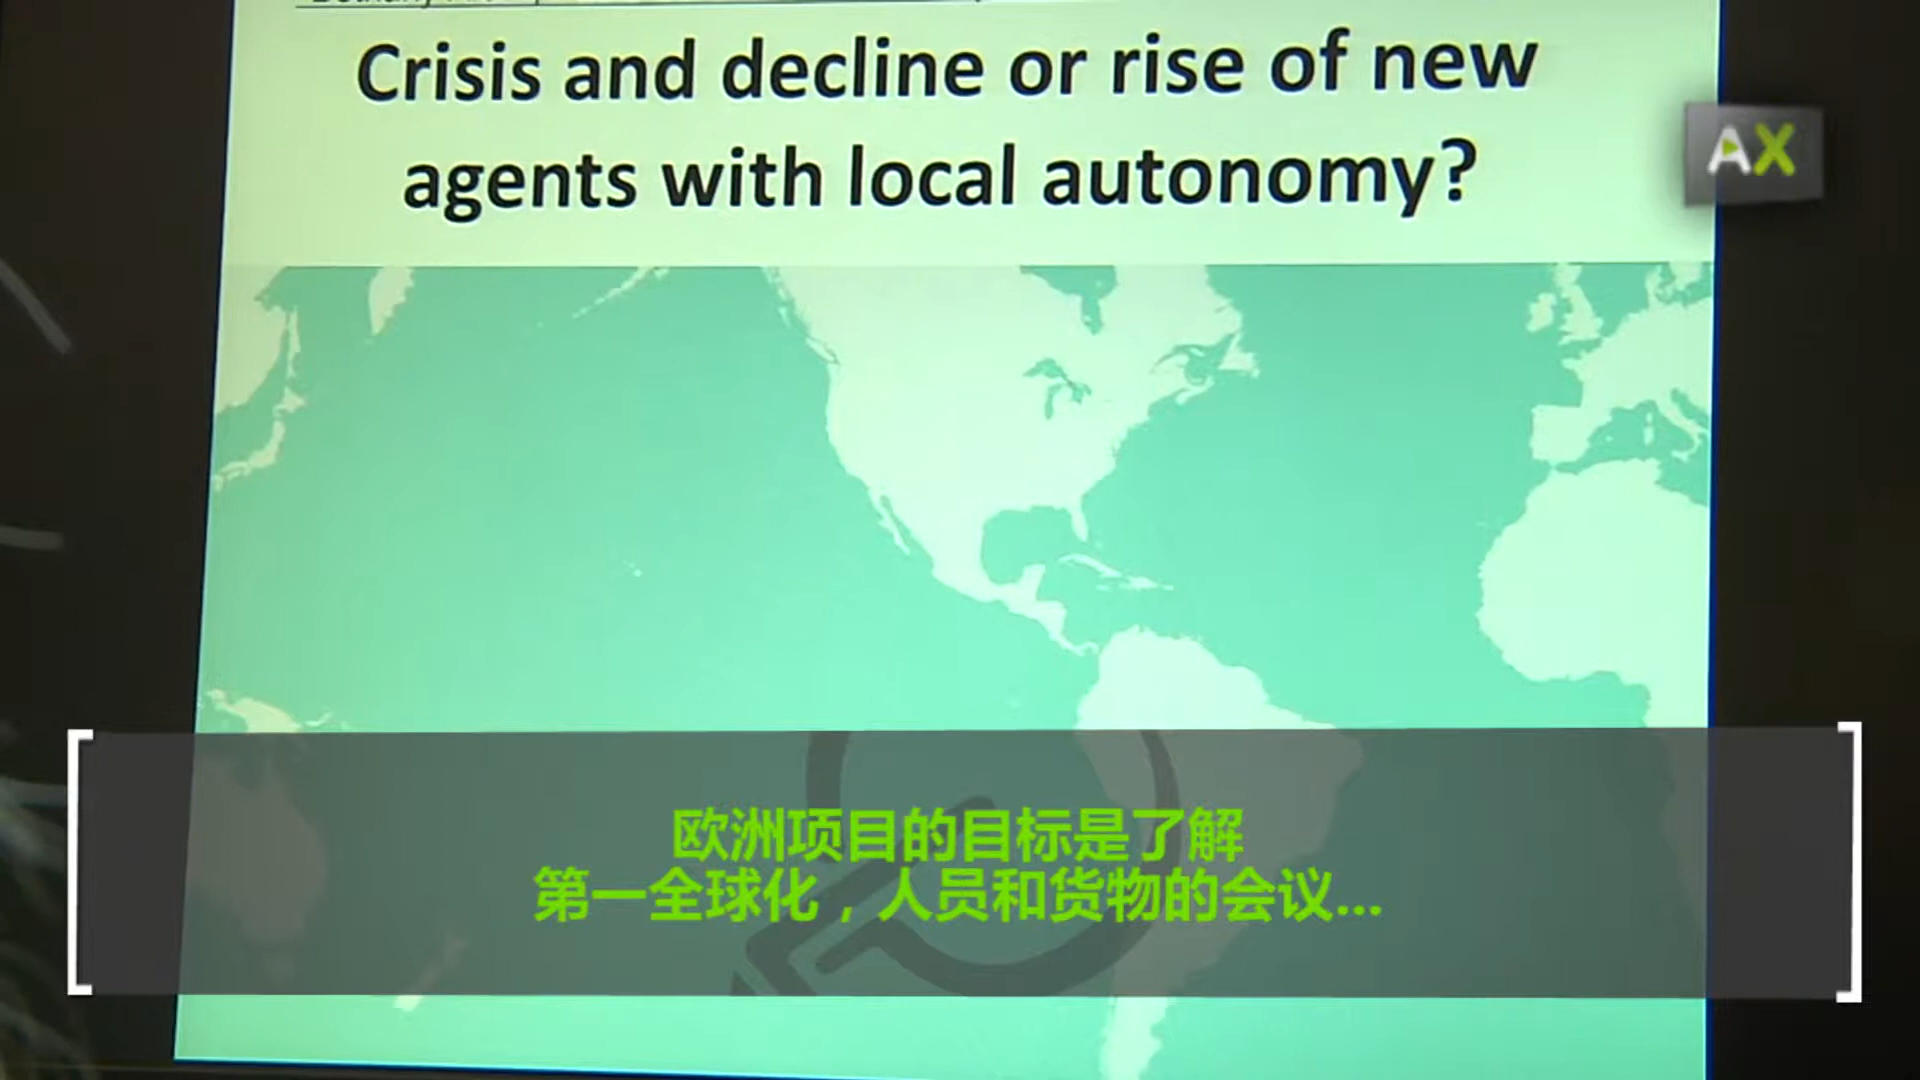 Crisis and decline or rise of new
agents with local autonomy?
AX
欧洲项目的目标是了解
第一全球化，人员和货物的会议...